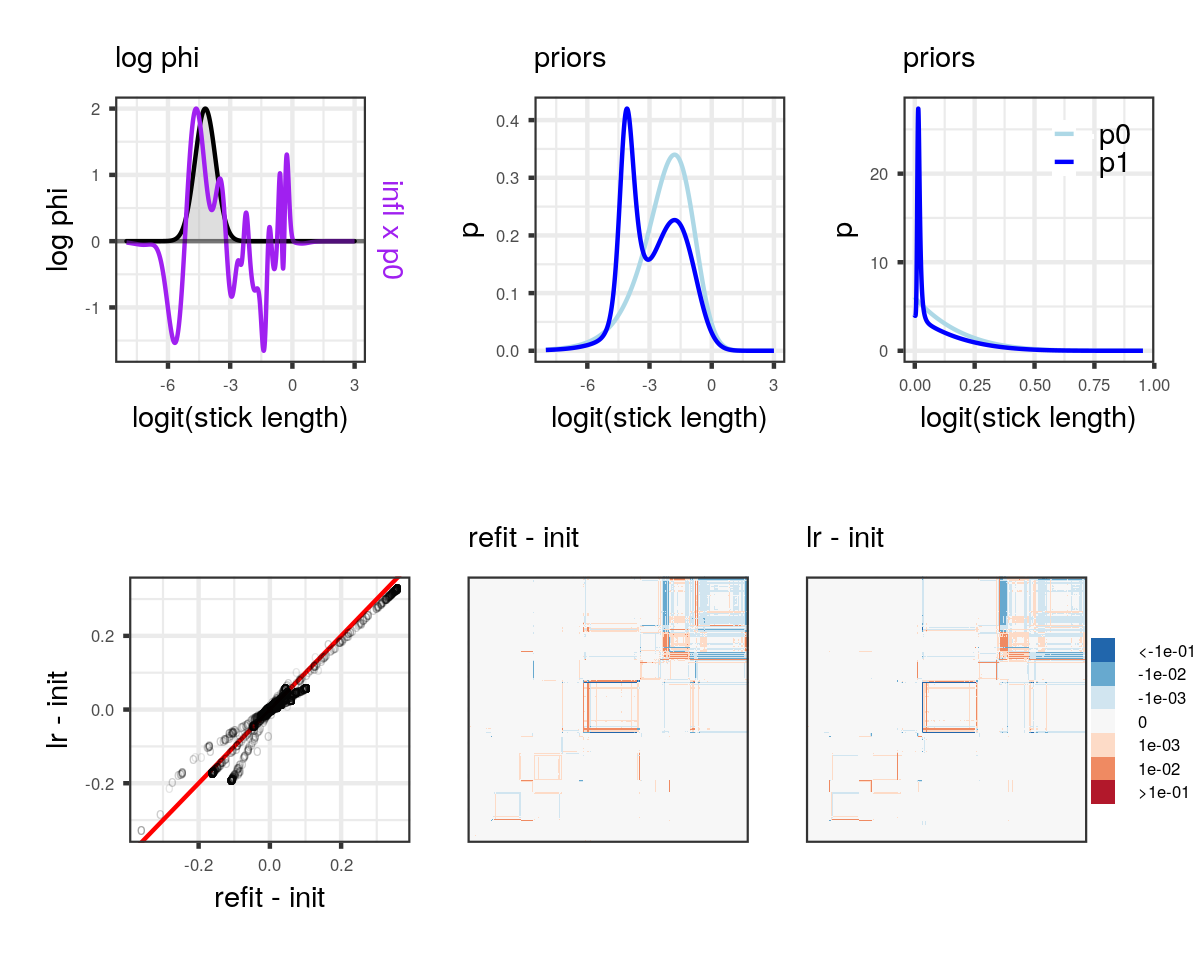 log phi
priors
priors
log phi
2
1
0
-1
-6
-3
0
3
logit(stick length)
infl x p0
p
0.4
0.3
0.2
0.1
0.0
-6
-3
0
3
logit(stick length)
p
20
10
0
0.00
0.25
0.50
0.75
1.00
logit(stick length)
p0
p1
refit - init
lr - init
lr - init
0.2
0.0
-0.2
-0.2
0.0
0.2
refit - init
<-1e-01
-1e-02
-1e-03
0
1e-03
1e-02
>1e-01